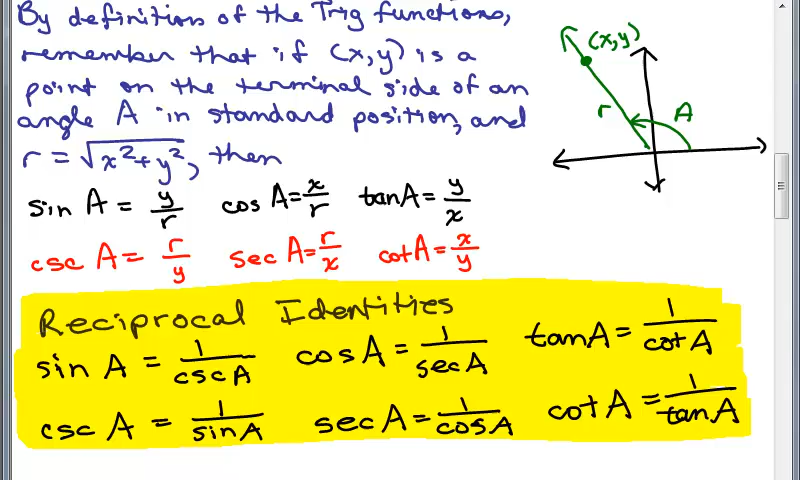 By definition of the Trig functions,
remember that if (x,y) is a
point on the terminal side of an
angle A in standard position, and
r = √(x²+y²), then
(x,y)
r
A
sin A = y/r cos A = x/r tan A = y/x
csc A = r/y sec A = r/x cot A = x/y
Reciprocal Identities
sin A = 1/csc A cos A = 1/sec A tan A = 1/cot A
csc A = 1/sin A sec A = 1/cos A cot A = 1/tan A